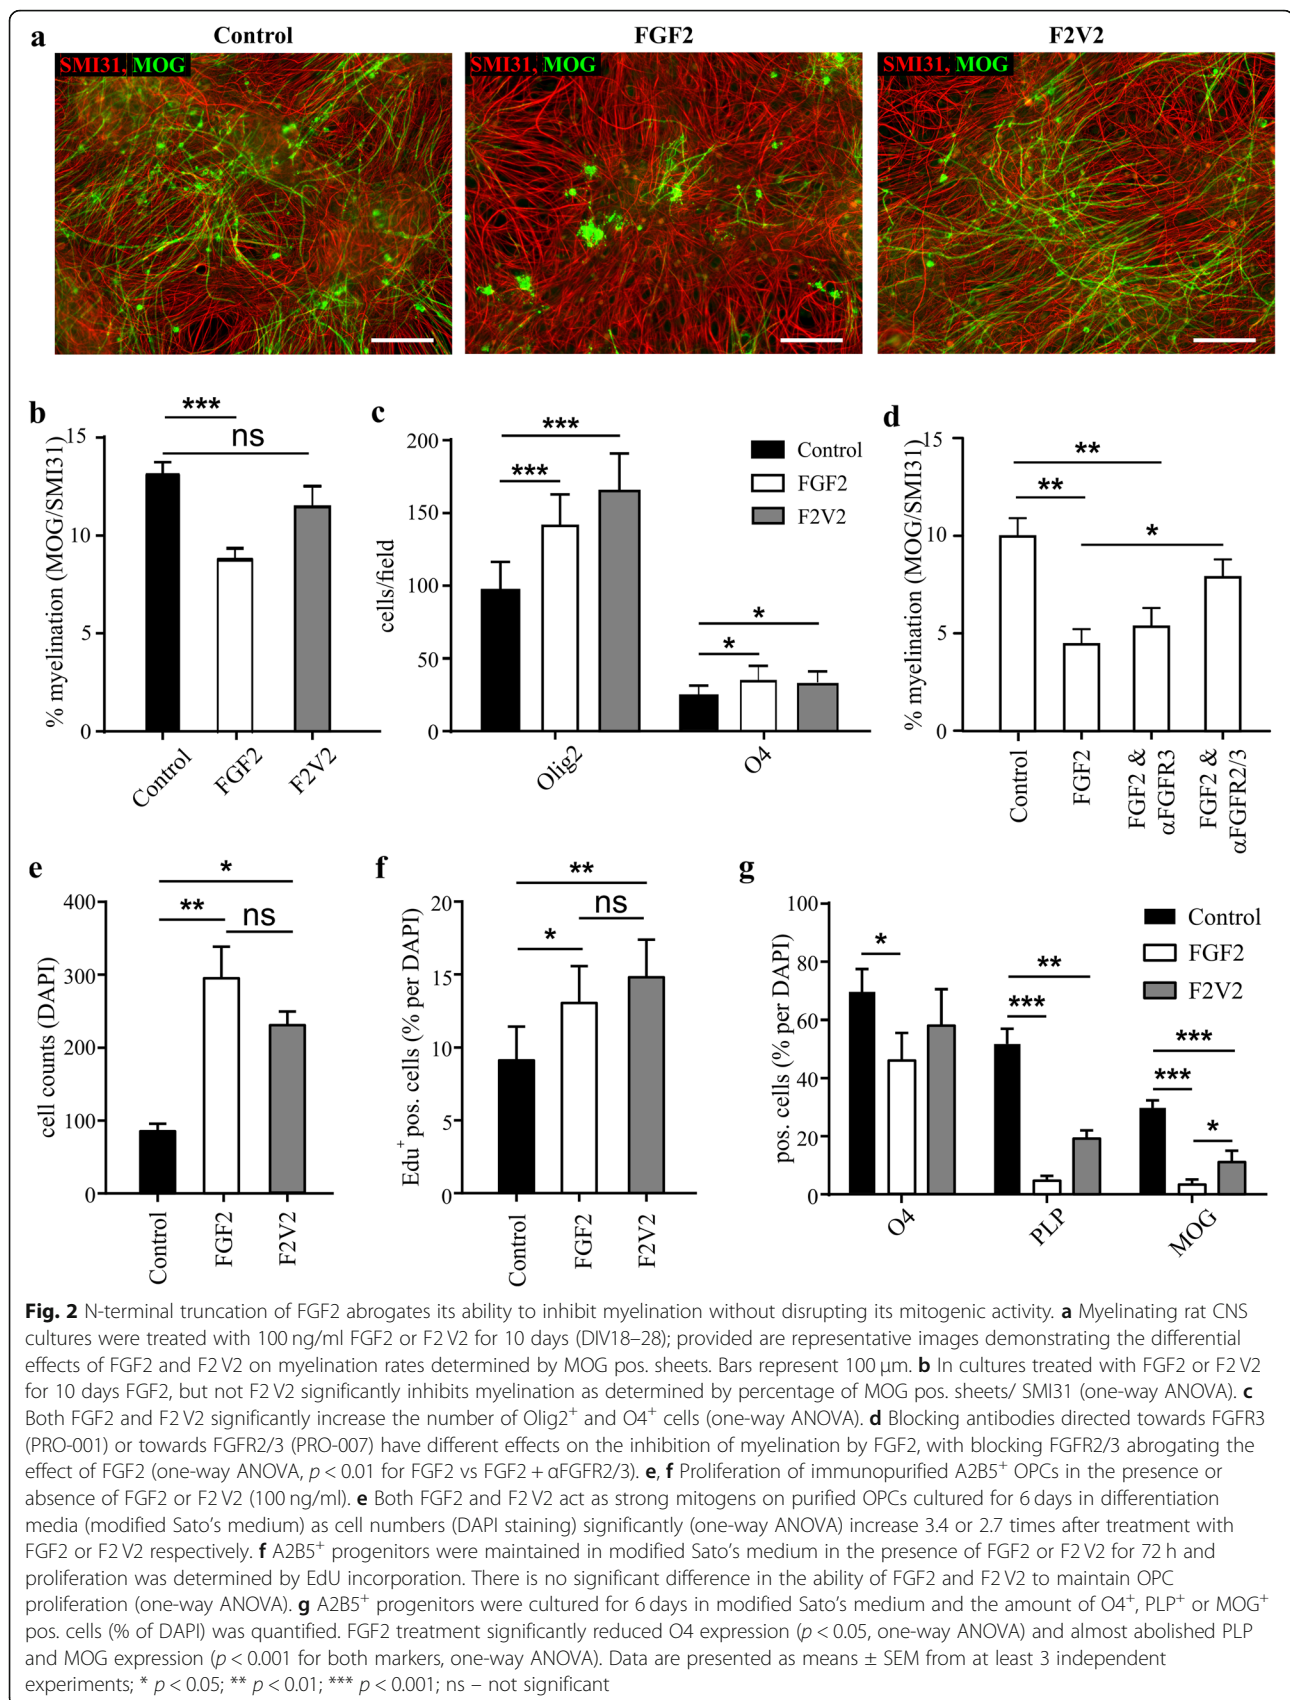 a
Control
FGF2
F2V2
SMI31, MOG
SMI31, MOG
SMI31, MOG
b
% myelination (MOG/SMI31)
15
10
5
0
***
ns
Control
FGF2
F2V2
c
cells/field
200
150
100
50
0
***
***
*
*
Olig2
O4
Control
FGF2
F2V2
d
% myelination (MOG/SMI31)
15
10
5
0
**
**
*
Control
FGF2
FGF2 &
αFGFR3
FGF2 &
αFGFR2/3
e
cell counts (DAPI)
400
300
200
100
0
*
**
ns
Control
FGF2
F2V2
f
Edu⁺ pos. cells (% per DAPI)
20
15
10
5
0
**
ns
*
Control
FGF2
F2V2
g
pos. cells (% per DAPI)
100
80
60
40
20
0
*
**
***
***
***
*
O4
PLP
MOG
Control
FGF2
F2V2
Fig. 2 N-terminal truncation of FGF2 abrogates its ability to inhibit myelination without disrupting its mitogenic activity. a Myelinating rat CNS
cultures were treated with 100 ng/ml FGF2 or F2V2 for 10 days (DIV18–28); provided are representative images demonstrating the differential
effects of FGF2 and F2V2 on myelination rates determined by MOG pos. sheets. Bars represent 100 μm. b In cultures treated with FGF2 or F2V2
for 10 days FGF2, but not F2V2 significantly inhibits myelination as determined by percentage of MOG pos. sheets/ SMI31 (one-way ANOVA). c
Both FGF2 and F2V2 significantly increase the number of Olig2⁺ and O4⁺ cells (one-way ANOVA). d Blocking antibodies directed towards FGFR3
(PRO-001) or towards FGFR2/3 (PRO-007) have different effects on the inhibition of myelination by FGF2, with blocking FGFR2/3 abrogating the
effect of FGF2 (one-way ANOVA, p < 0.01 for FGF2 vs FGF2 + αFGFR2/3). e, f Proliferation of immunopurified A2B5⁺ OPCs in the presence or
absence of FGF2 or F2V2 (100 ng/ml). e Both FGF2 and F2V2 act as strong mitogens on purified OPCs cultured for 6 days in differentiation
media (modified Sato's medium) as cell numbers (DAPI staining) significantly (one-way ANOVA) increase 3.4 or 2.7 times after treatment with
FGF2 or F2V2 respectively. f A2B5⁺ progenitors were maintained in modified Sato's medium in the presence of FGF2 or F2V2 for 72 h and
proliferation was determined by EdU incorporation. There is no significant difference in the ability of FGF2 and F2V2 to maintain OPC
proliferation (one-way ANOVA). g A2B5⁺ progenitors were cultured for 6 days in modified Sato's medium and the amount of O4⁺, PLP⁺ or MOG⁺
pos. cells (% of DAPI) was quantified. FGF2 treatment significantly reduced O4 expression (p < 0.05, one-way ANOVA) and almost abolished PLP
and MOG expression (p < 0.001 for both markers, one-way ANOVA). Data are presented as means ± SEM from at least 3 independent
experiments; * p < 0.05; ** p < 0.01; *** p < 0.001; ns – not significant